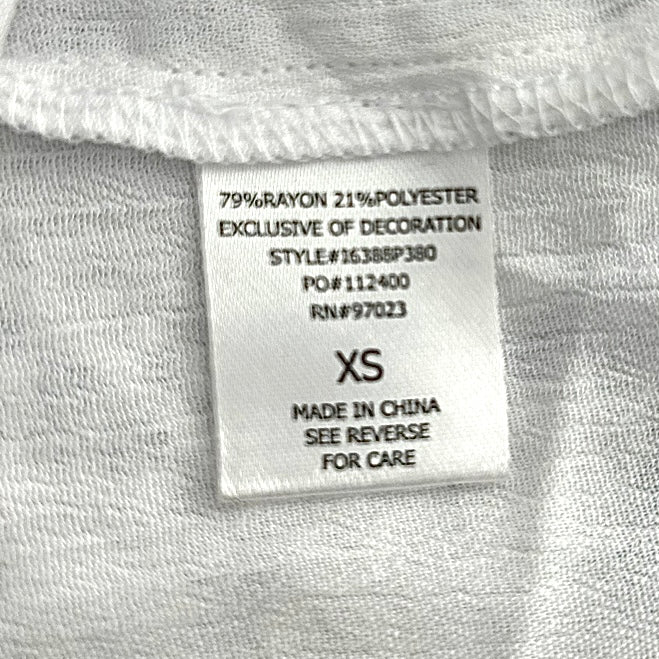 79%RAYON 21%POLYESTER
EXCLUSIVE OF DECORATION
STYLE#16388P380
PO#112400
RN#97023
XS
MADE IN CHINA
SEE REVERSE
FOR CARE